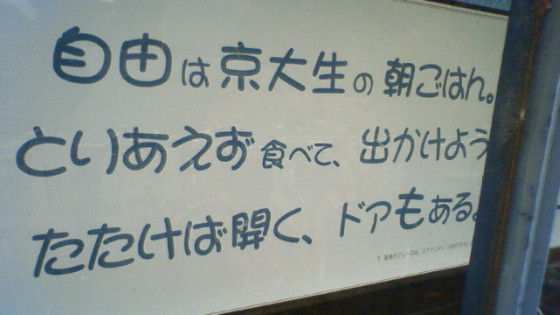 自由は京大生の朝ごはん。
とりあえず食べて、出かけよう
たたけば開く、ドアもある。